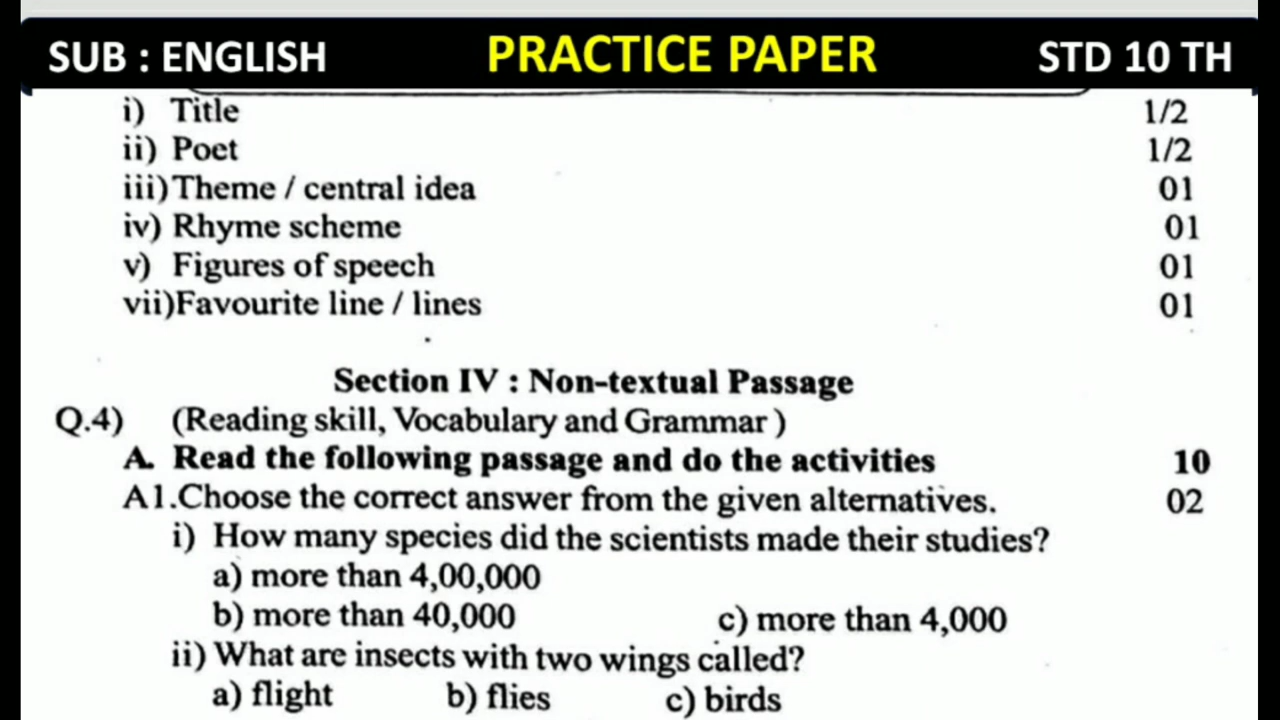 SUB : ENGLISH PRACTICE PAPER STD 10 TH
i) Title 1/2
ii) Poet 1/2
iii) Theme / central idea 01
iv) Rhyme scheme 01
v) Figures of speech 01
vii)Favourite line / lines 01
Section IV : Non-textual Passage
Q.4) (Reading skill, Vocabulary and Grammar )
A. Read the following passage and do the activities 10
A1.Choose the correct answer from the given alternatives. 02
i) How many species did the scientists made their studies?
a) more than 4,00,000
b) more than 40,000 c) more than 4,000
ii) What are insects with two wings called?
a) flight b) flies c) birds